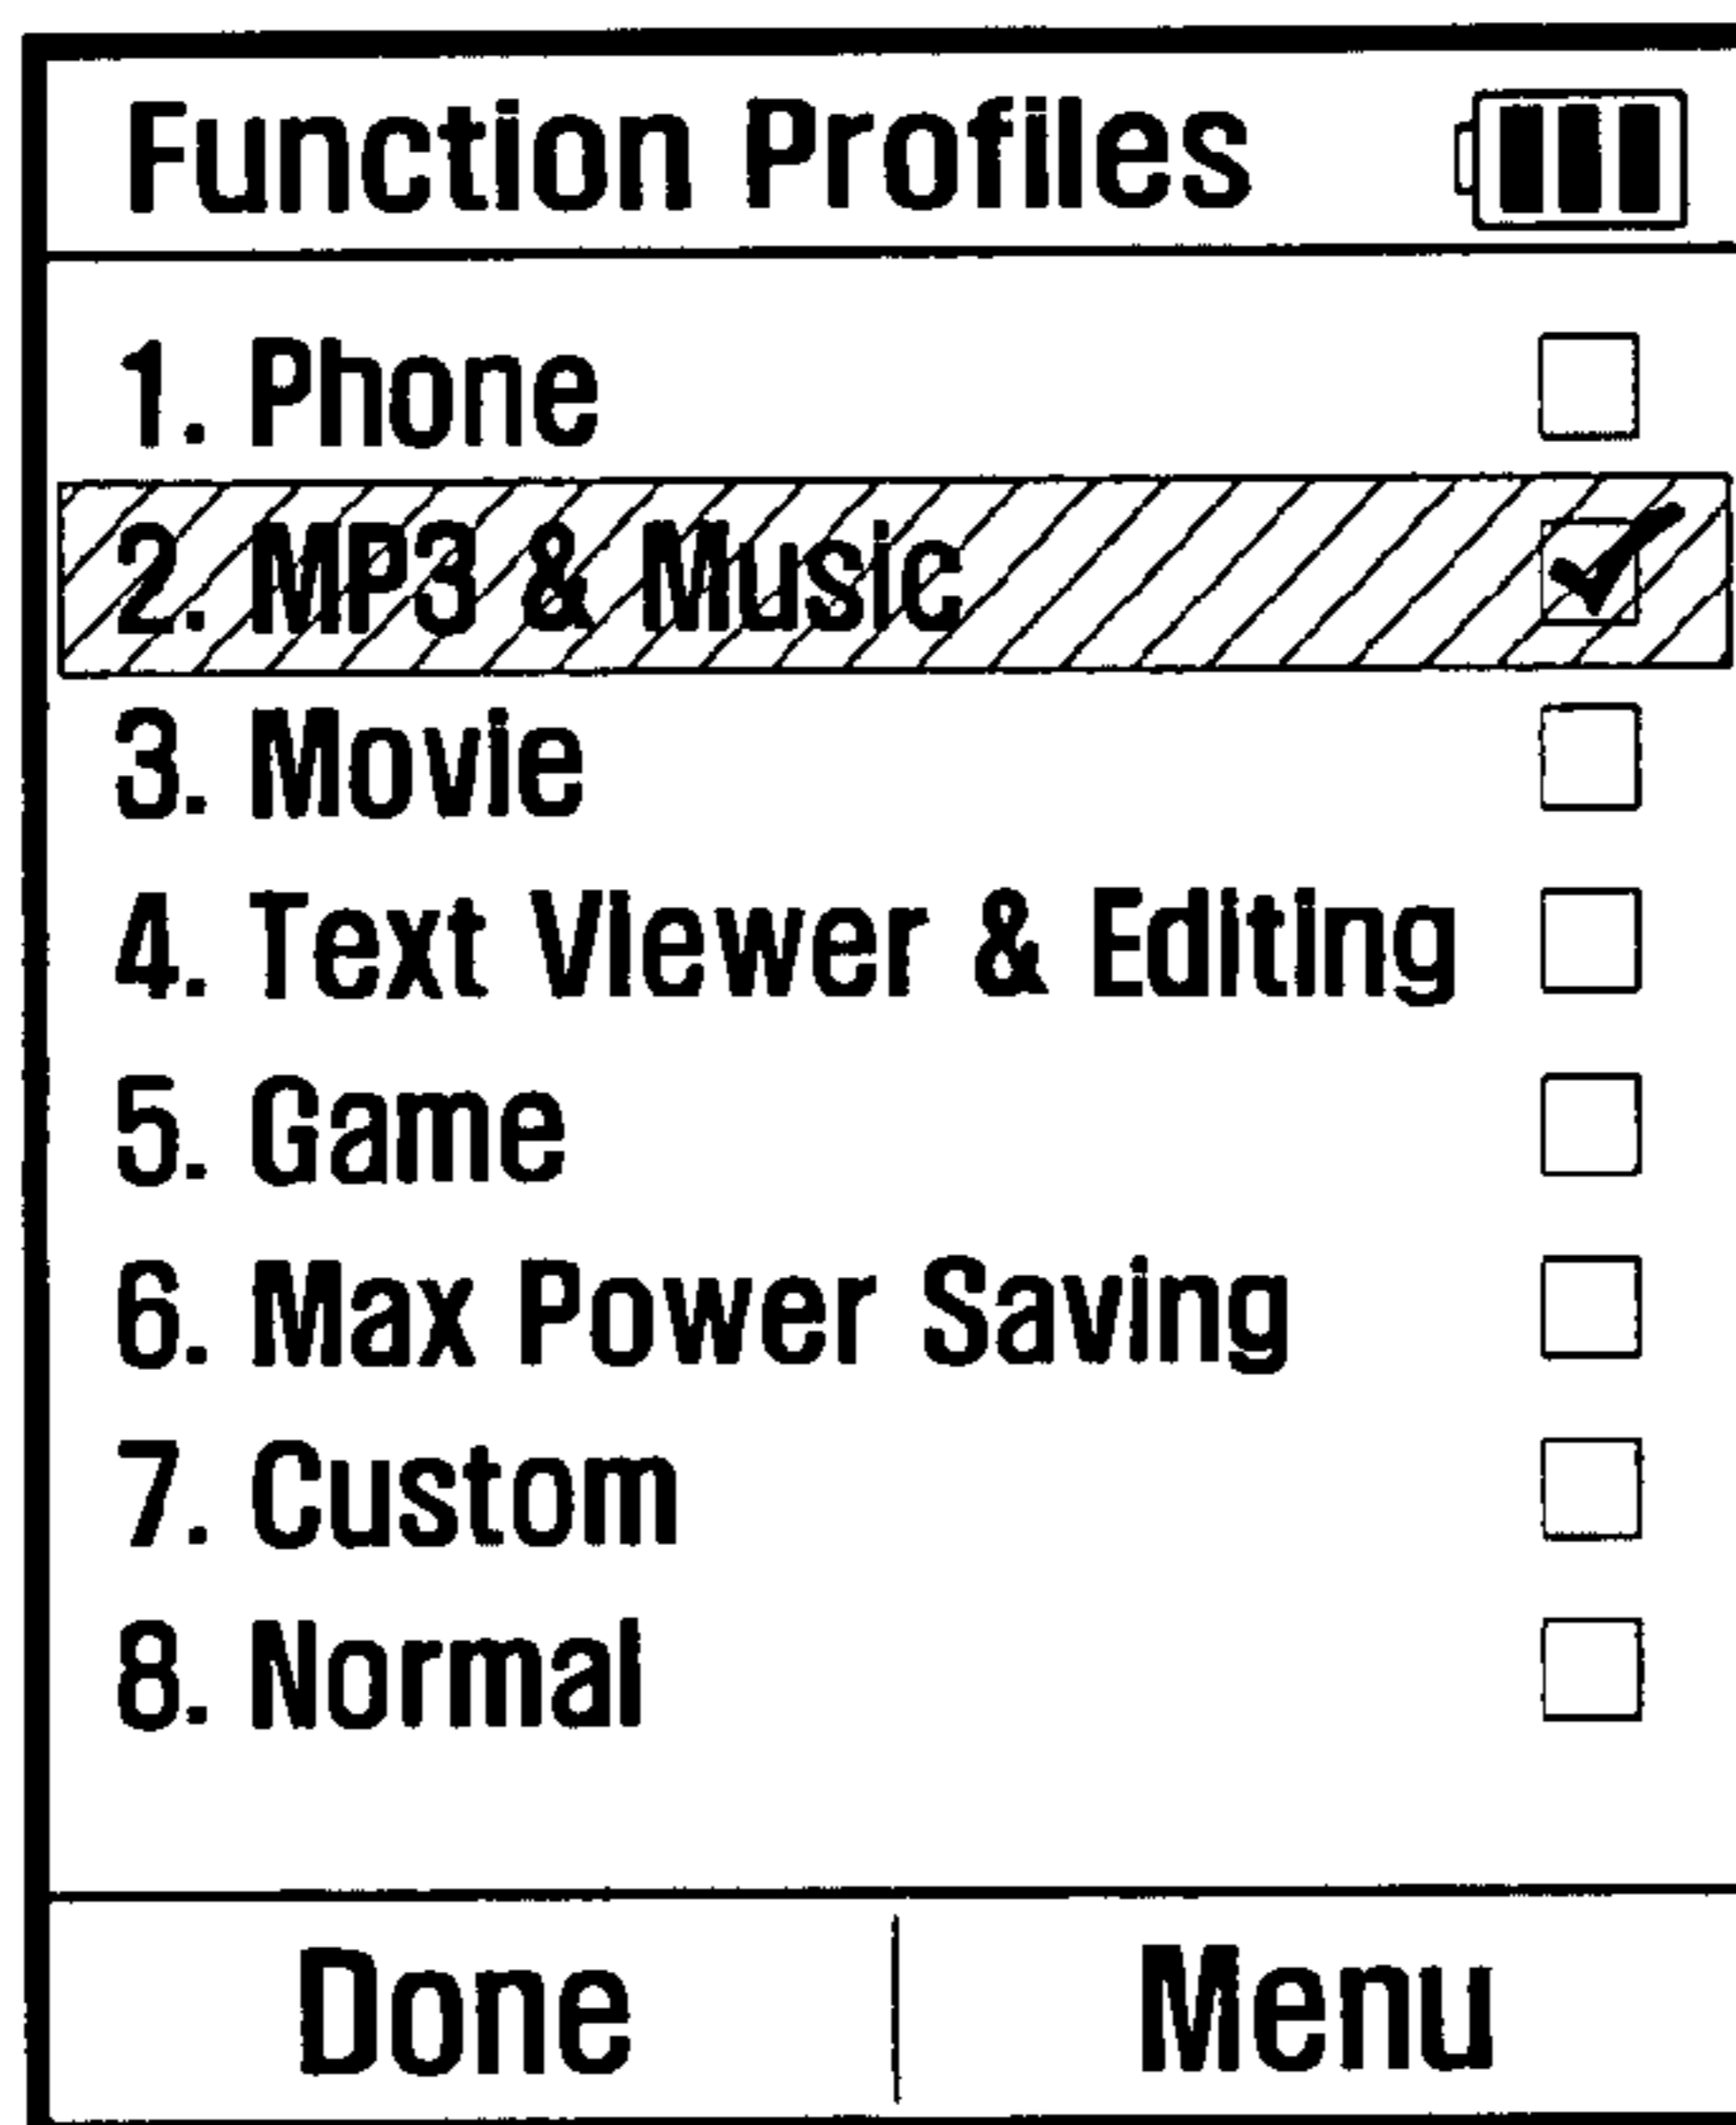 Function Profiles
1. Phone
2. MP3 & Music
3. Movie
4. Text Viewer & Editing
5. Game
6. Max Power Saving
7. Custom
8. Normal
Done Menu